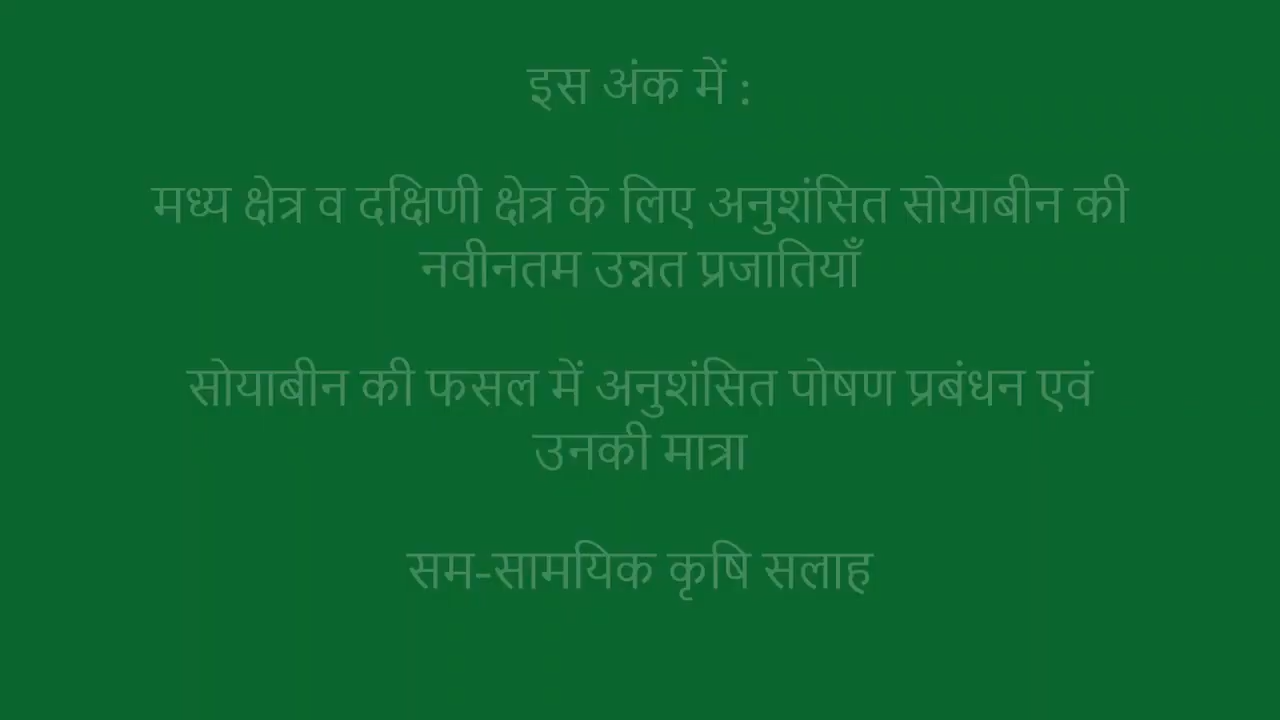 इस अंक में :
मध्य क्षेत्र व दक्षिणी क्षेत्र के लिए अनुशंसित सोयाबीन की
नवीनतम उन्नत प्रजातियाँ
सोयाबीन की फसल में अनुशंसित पोषण प्रबंधन एवं
उनकी मात्रा
सम-सामयिक कृषि सलाह